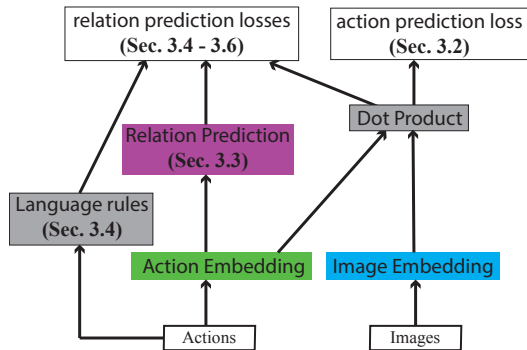 relation prediction losses
(Sec. 3.4 - 3.6)
action prediction loss
(Sec. 3.2)
Dot Product
Relation Prediction
(Sec. 3.3)
Language rules
(Sec. 3.4)
Action Embedding
Image Embedding
Actions
Images